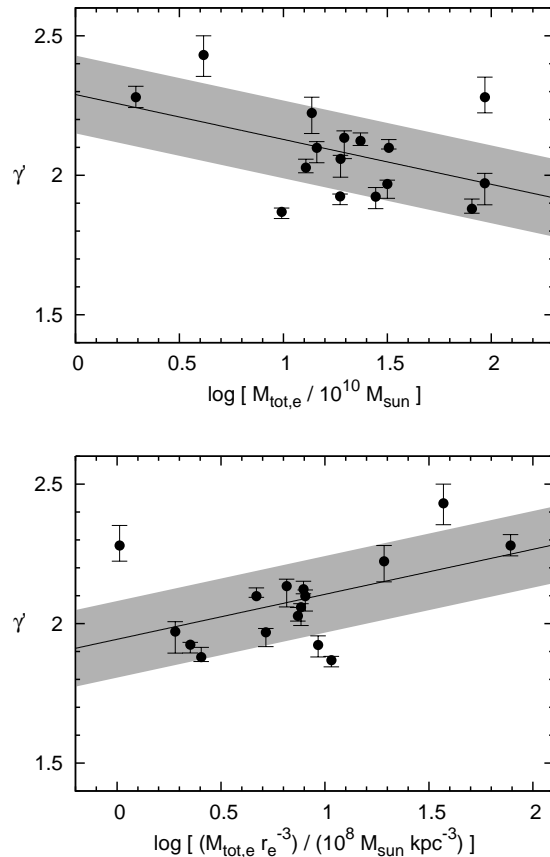 2.5
2
1.5
γ'
0 0.5 1 1.5 2
log [ M_tot,e / 10^10 M_sun ]
2.5
2
1.5
γ'
0 0.5 1 1.5 2
log [ (M_tot,e r_e^-3) / (10^8 M_sun kpc^-3) ]